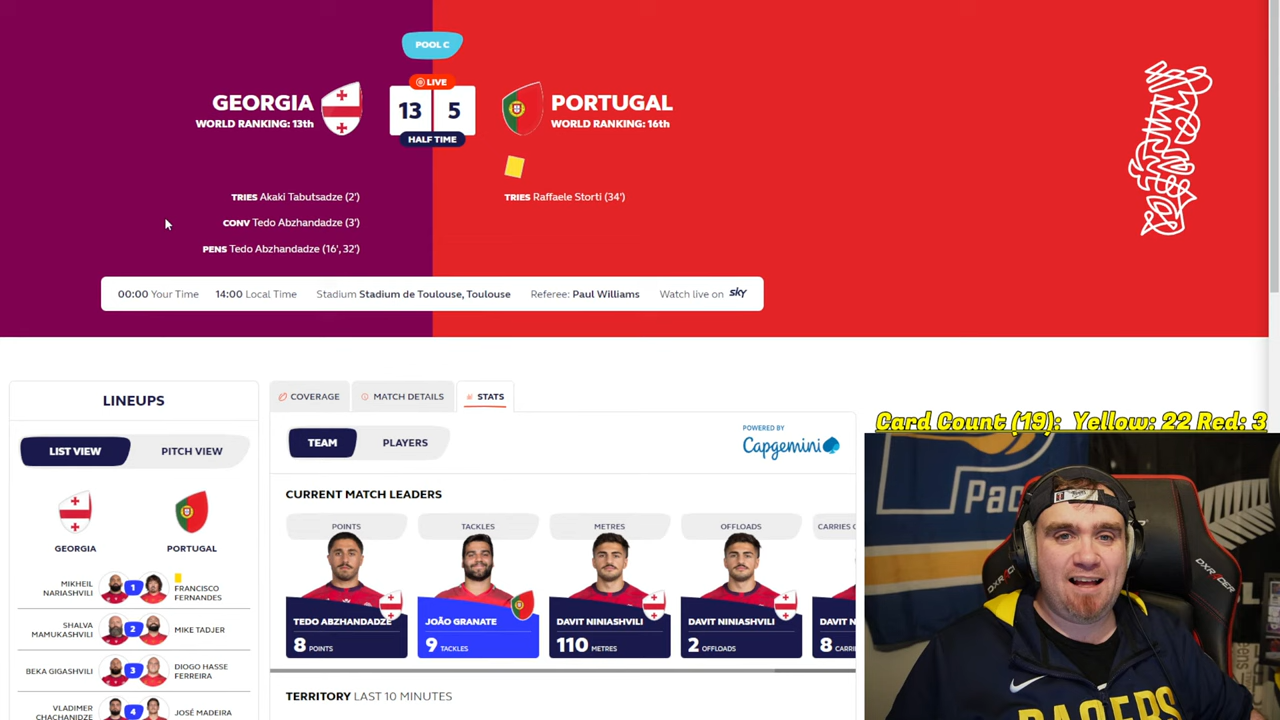 POOL C
LIVE
GEORGIA
WORLD RANKING: 13th
13 5
HALF TIME
PORTUGAL
WORLD RANKING: 16th
TRIES Akaki Tabutsadze (2')
CONV Tedo Abzhandadze (3')
PENS Tedo Abzhandadze (16', 32')
TRIES Raffaele Storti (34')
00:00 Your Time 14:00 Local Time Stadium Stadium de Toulouse, Toulouse Referee: Paul Williams Watch live on sky
LINEUPS
LIST VIEW PITCH VIEW
GEORGIA PORTUGAL
MIKHEIL NARIASHVILI 1 FRANCISCO FERNANDES
SHALVA MAMUKASHVILI 2 MIKE TADJER
BEKA GIGASHVILI 3 DIOGO HASSE FERREIRA
VLADIMER CHACHANIDZE 4 JOSÉ MADEIRA
COVERAGE MATCH DETAILS STATS
TEAM PLAYERS
POWERED BY
Capgemini
CURRENT MATCH LEADERS
POINTS TACKLES METRES OFFLOADS CARRIES
TEDO ABZHANDADZE JOÃO GRANATE DAVIT NINIASHVILI DAVIT NINIASHVILI DAVIT N
8 POINTS 9 TACKLES 110 METRES 2 OFFLOADS 8 CARR
TERRITORY LAST 10 MINUTES
Card Count (19): Yellow: 22 Red: 3
Pac
DXRACER
DXRACER
PACERS